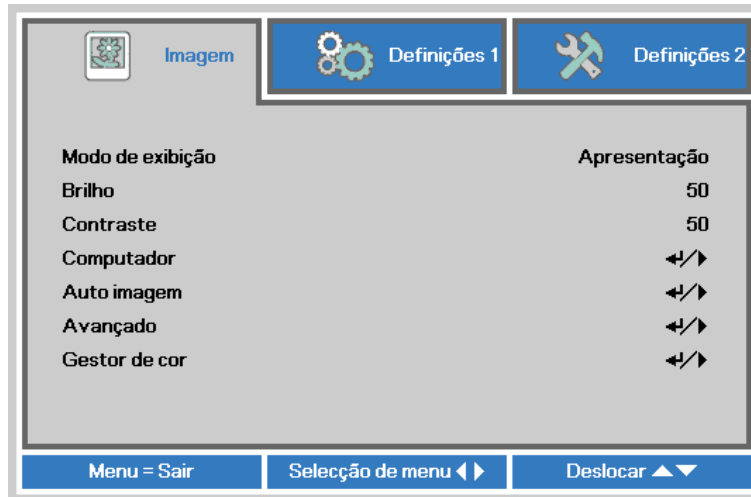 Imagem Definições 1 Definições 2
Modo de exibição Apresentação
Brilho 50
Contraste 50
Computador
Auto imagem
Avançado
Gestor de cor
Menu = Sair Selecção de menu Deslocar